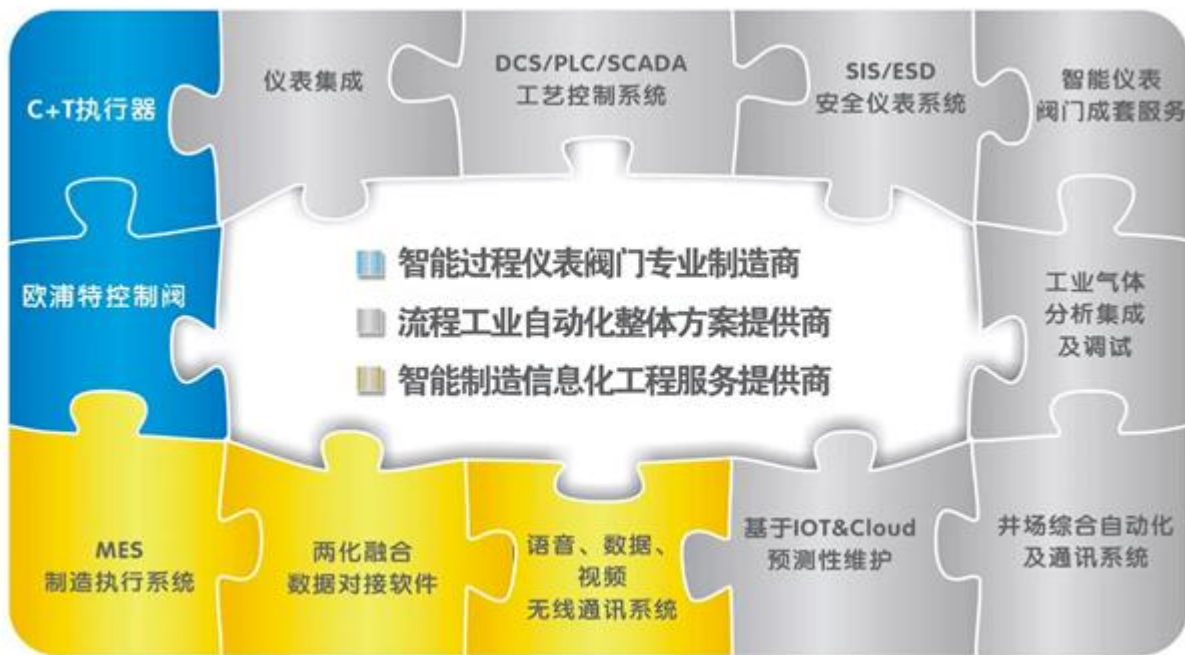 C+T执行器
仪表集成
DCS/PLC/SCADA
工艺控制系统
SIS/ESD
安全仪表系统
智能仪表
阀门成套服务
欧浦特控制阀
智能过程仪表阀门专业制造商
流程工业自动化整体方案提供商
智能制造信息化工程服务提供商
工业气体
分析集成
及调试
MES
制造执行系统
两化融合
数据对接软件
语音、数据、
视频
无线通讯系统
基于IOT&Cloud
预测性维护
井场综合自动化
及通讯系统